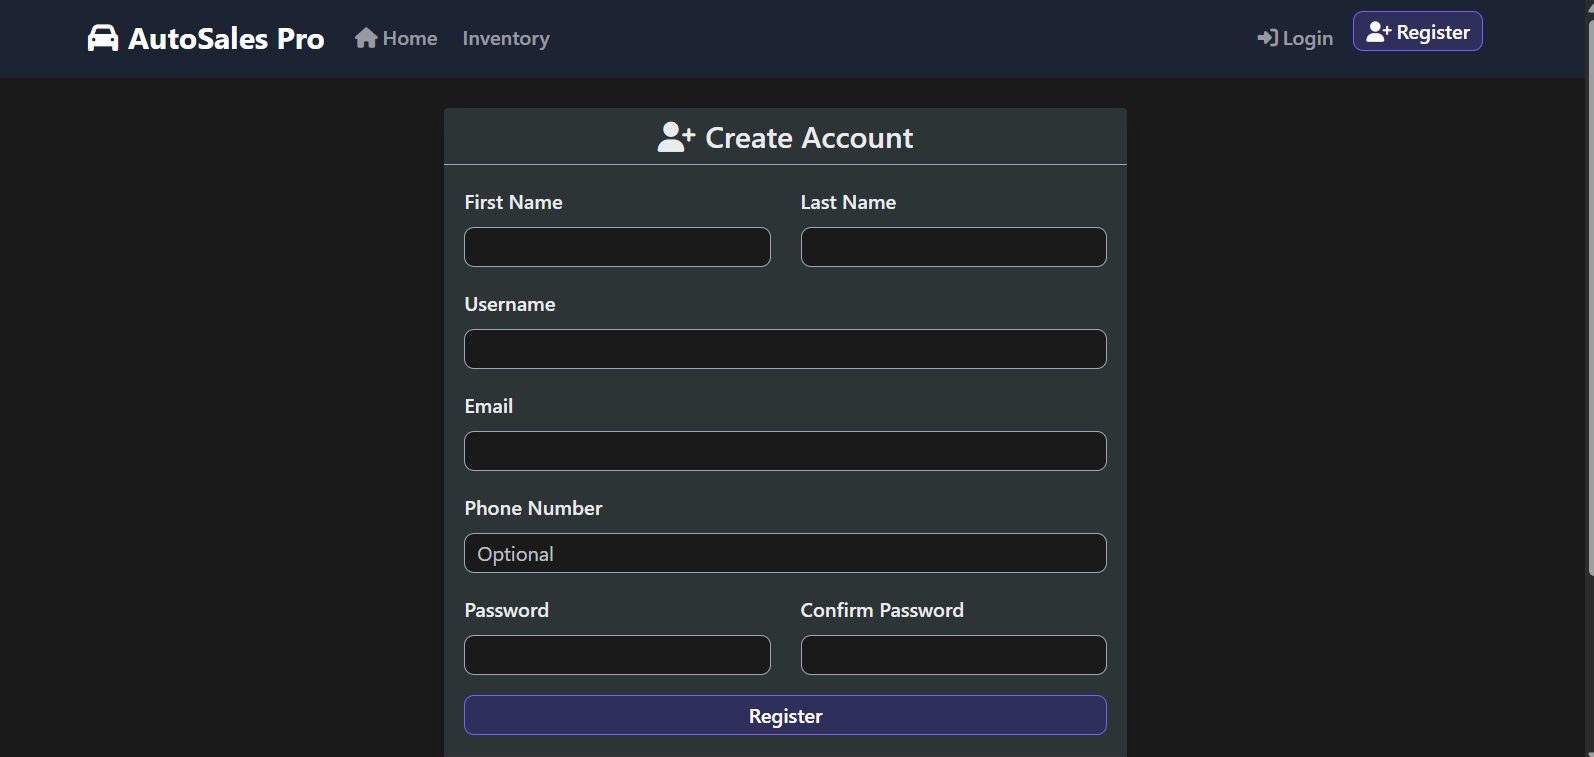 AutoSales Pro Home Inventory Login Register
Create Account
First Name Last Name
Username
Email
Phone Number
Optional
Password Confirm Password
Register